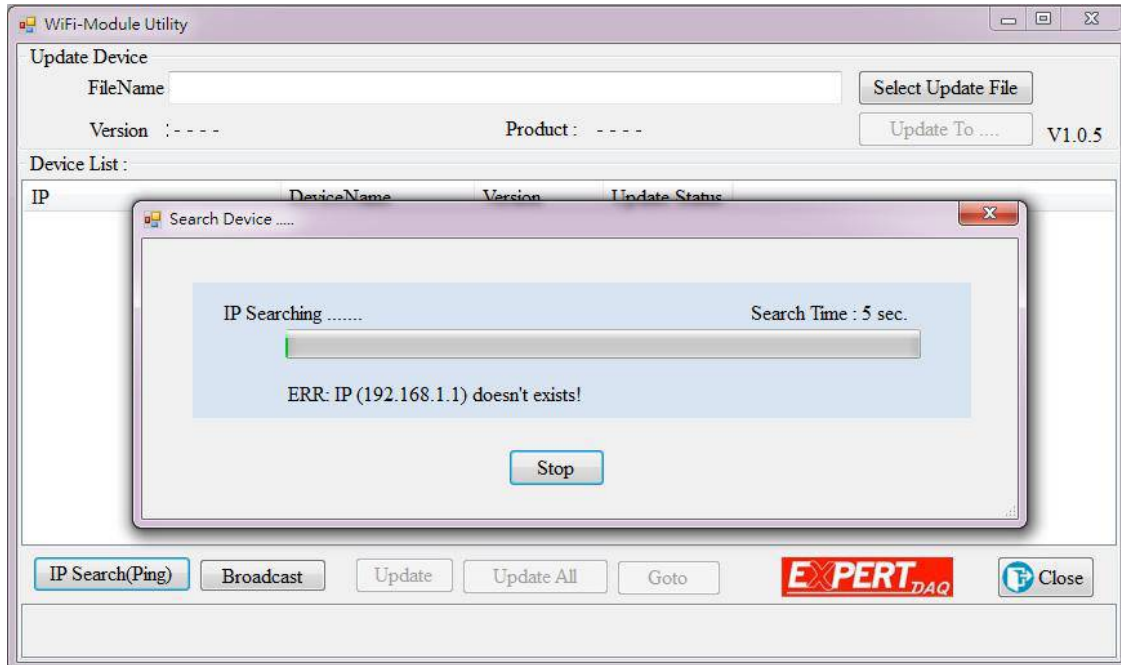 WiFi-Module Utility
Update Device
FileName
Select Update File
Version :- - - - Product : - - - - Update To .... V1.0.5
Device List :
IP DeviceName Version Update Status
Search Device .....
IP Searching ....... Search Time : 5 sec.
ERR: IP (192.168.1.1) doesn't exists!
Stop
IP Search(Ping) Broadcast Update Update All Goto EXPERT DAQ Close